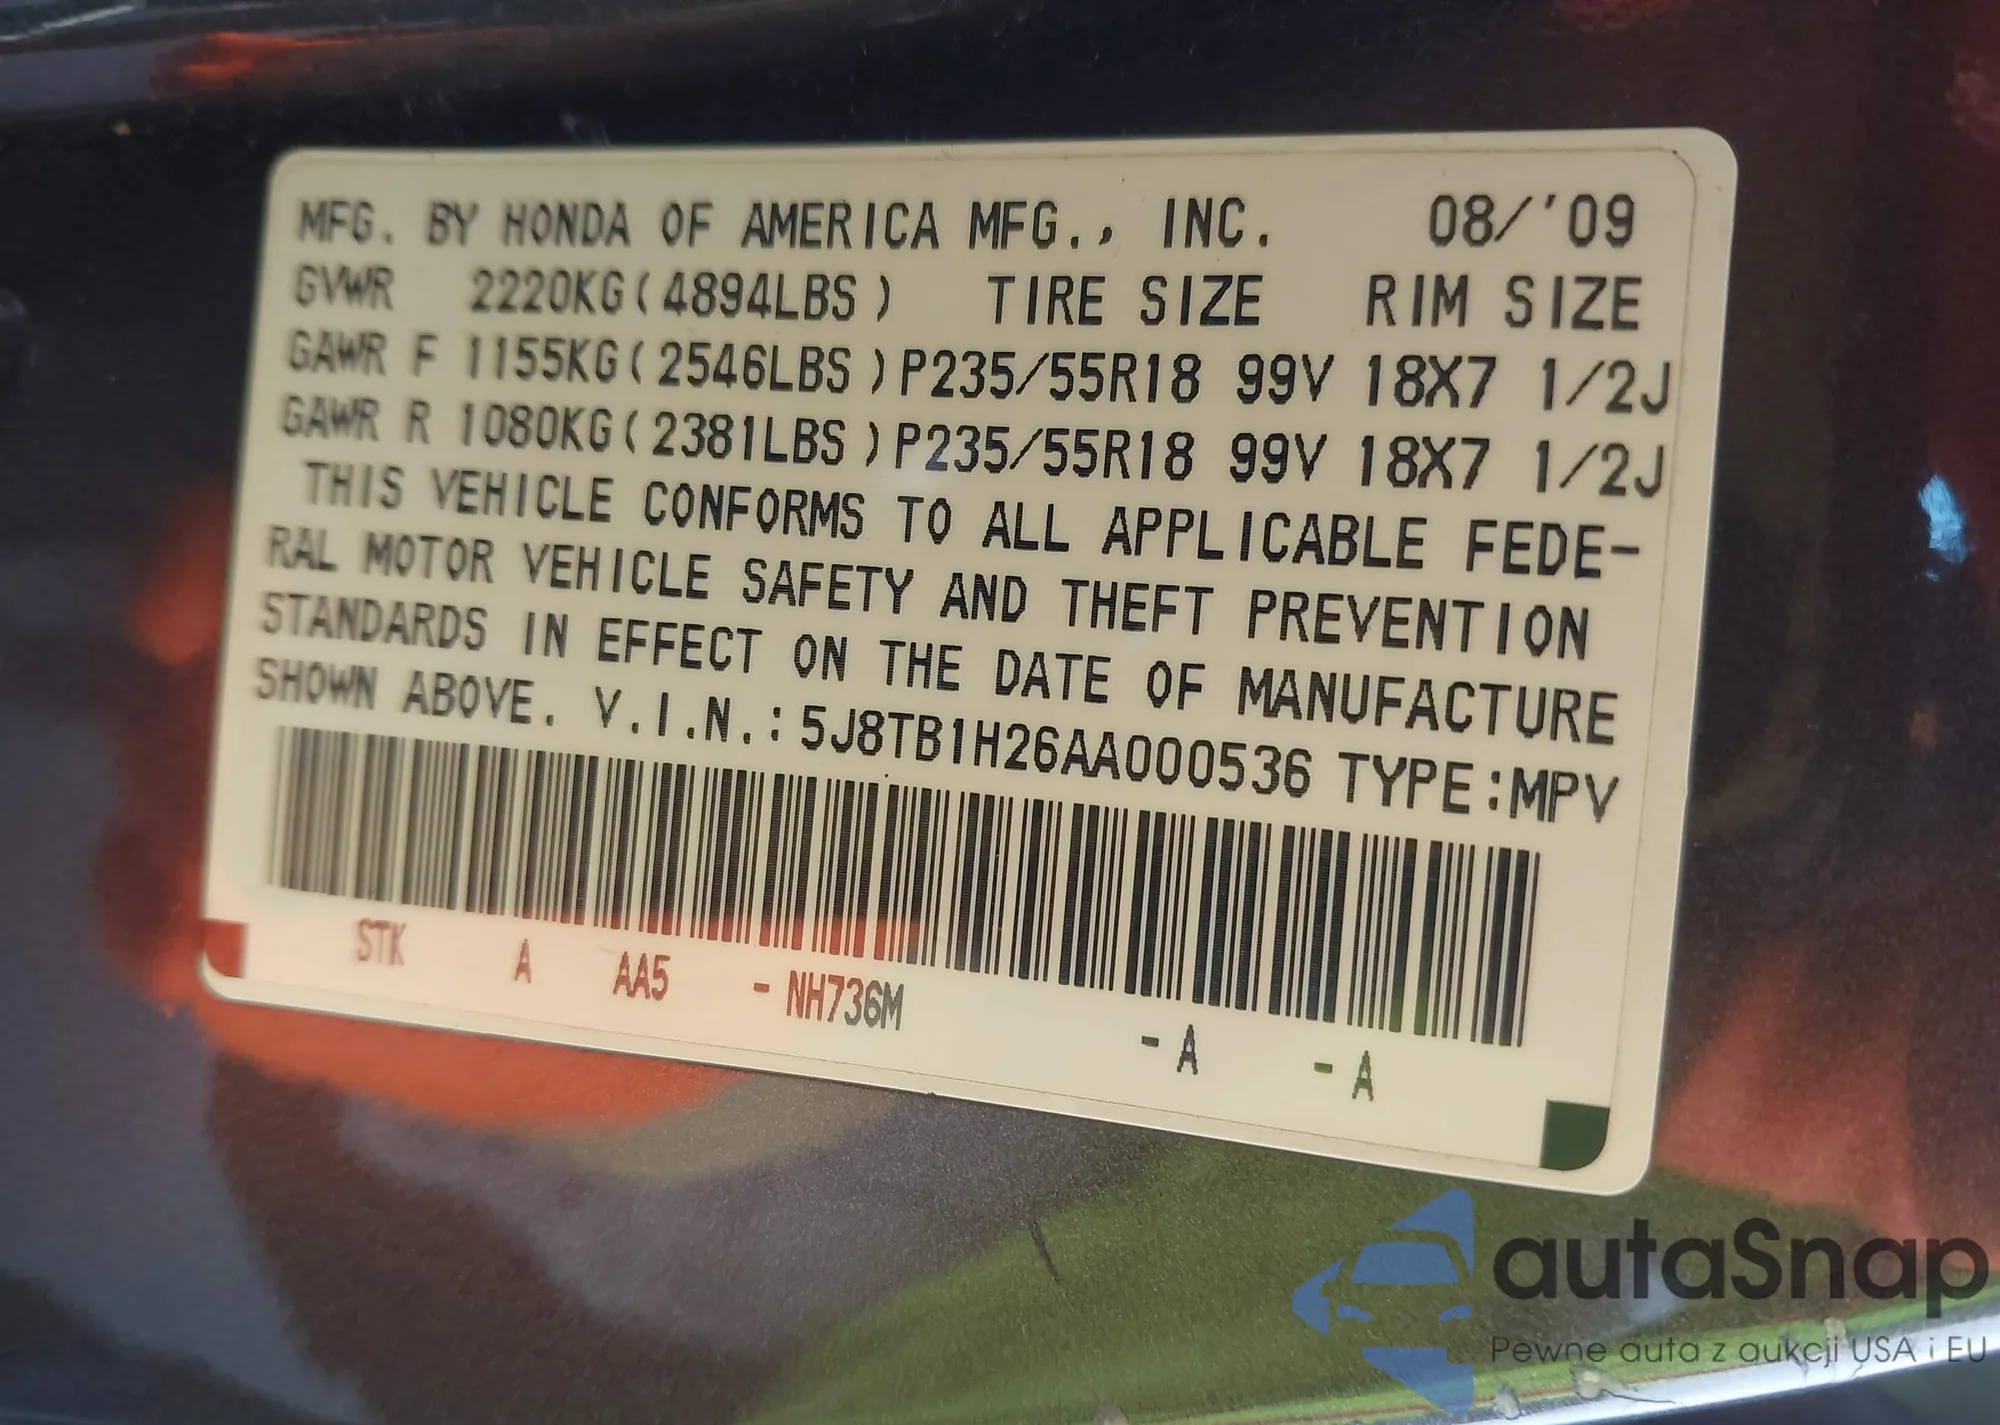 MFG. BY HONDA OF AMERICA MFG., INC. 08/'09
GVWR 2220KG(4894LBS) TIRE SIZE RIM SIZE
GAWR F 1155KG(2546LBS)P235/55R18 99V 18X7 1/2J
GAWR R 1080KG(2381LBS)P235/55R18 99V 18X7 1/2J
THIS VEHICLE CONFORMS TO ALL APPLICABLE FEDE-
RAL MOTOR VEHICLE SAFETY AND THEFT PREVENTION
STANDARDS IN EFFECT ON THE DATE OF MANUFACTURE
SHOWN ABOVE. V.I.N.:5J8TB1H26AA000536 TYPE:MPV
STK A AA5 -NH736M -A -A
autaSnap
Pewne auta z aukcji USA i EU